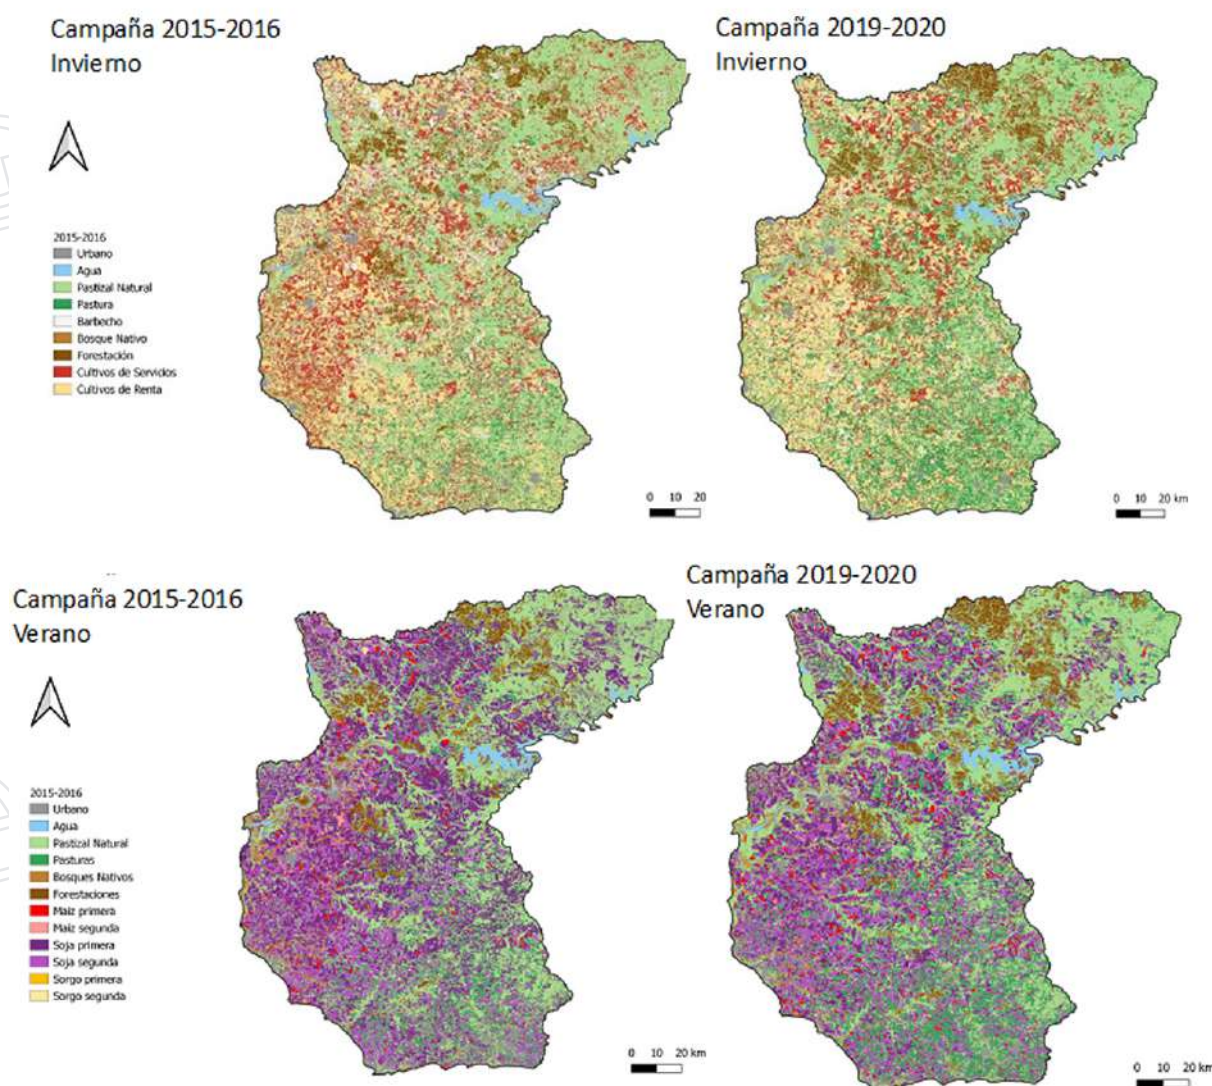 Campaña 2015-2016
Invierno
2015-2016
Urbano
Agua
Pastizal Natural
Pastura
Barbecho
Bosque Nativo
Forestación
Cultivos de Servicios
Cultivos de Renta
0 10 20
Campaña 2019-2020
Invierno
0 10 20 km
Campaña 2015-2016
Verano
2015-2016
Urbano
Agua
Pastizal Natural
Pasturas
Bosques Nativos
Forestaciones
Maiz primera
Maiz segunda
Soja primera
Soja segunda
Sorgo primera
Sorgo segunda
0 10 20 km
Campaña 2019-2020
Verano
0 10 20 km